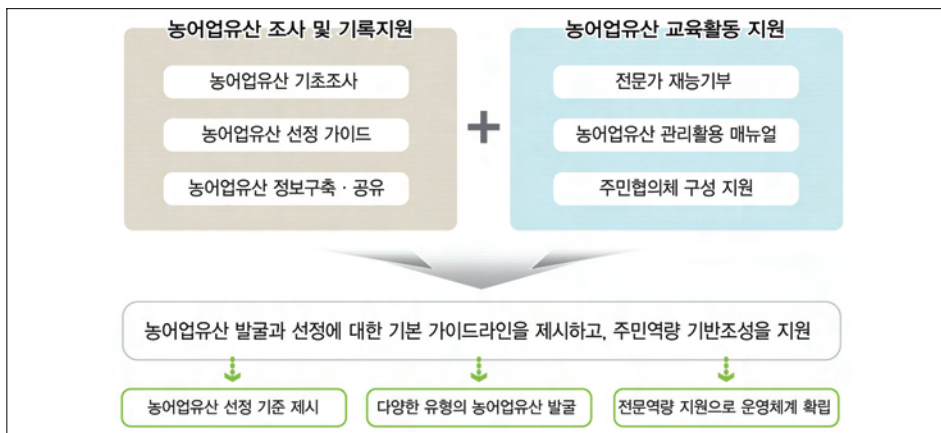 농어업유산 조사 및 기록지원
농어업유산 기초조사
농어업유산 선정 가이드
농어업유산 정보구축 · 공유
+
농어업유산 교육활동 지원
전문가 재능기부
농어업유산 관리활용 매뉴얼
주민협의체 구성 지원
농어업유산 발굴과 선정에 대한 기본 가이드라인을 제시하고, 주민역량 기반조성을 지원
농어업유산 선정 기준 제시
다양한 유형의 농어업유산 발굴
전문역량 지원으로 운영체계 확립